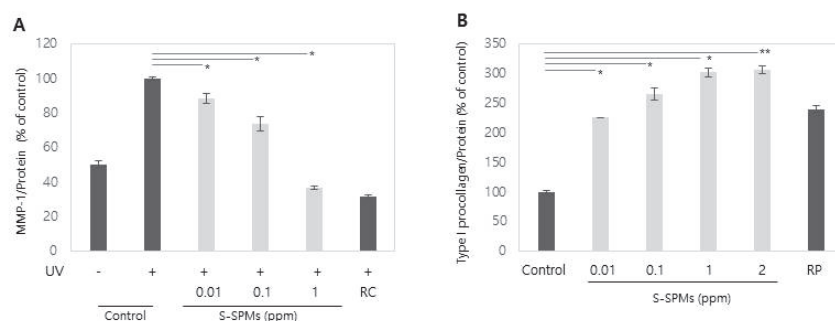 A
MMP-1/Protein (% of control)
120
100
80
60
40
20
0
* * *
UV - + + + + +
0.01 0.1 1 RC
Control S-SPMs (ppm)
B
Type I procollagen/Protein (% of control)
350
300
250
200
150
100
50
0
* * * **
Control 0.01 0.1 1 2 RP
S-SPMs (ppm)